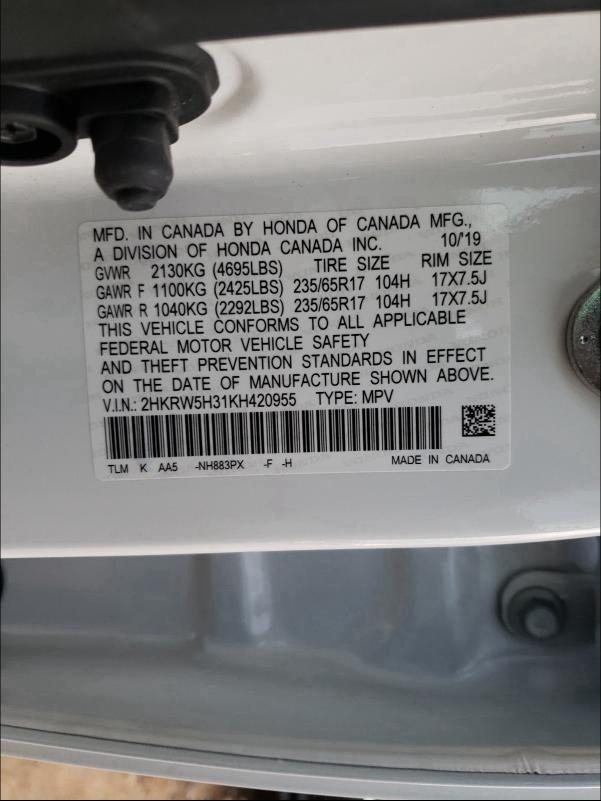 MFD. IN CANADA BY HONDA OF CANADA MFG.,
A DIVISION OF HONDA CANADA INC. 10/'19
GVWR 2130KG (4695LBS) TIRE SIZE RIM SIZE
GAWR F 1100KG (2425LBS) 235/65R17 104H 17X7.5J
GAWR R 1040KG (2292LBS) 235/65R17 104H 17X7.5J
THIS VEHICLE CONFORMS TO ALL APPLICABLE
FEDERAL MOTOR VEHICLE SAFETY
AND THEFT PREVENTION STANDARDS IN EFFECT
ON THE DATE OF MANUFACTURE SHOWN ABOVE.
V.I.N.: 2HKRW5H31KH420955 TYPE: MPV
TLM K AA5 -NH883PX -F -H MADE IN CANADA